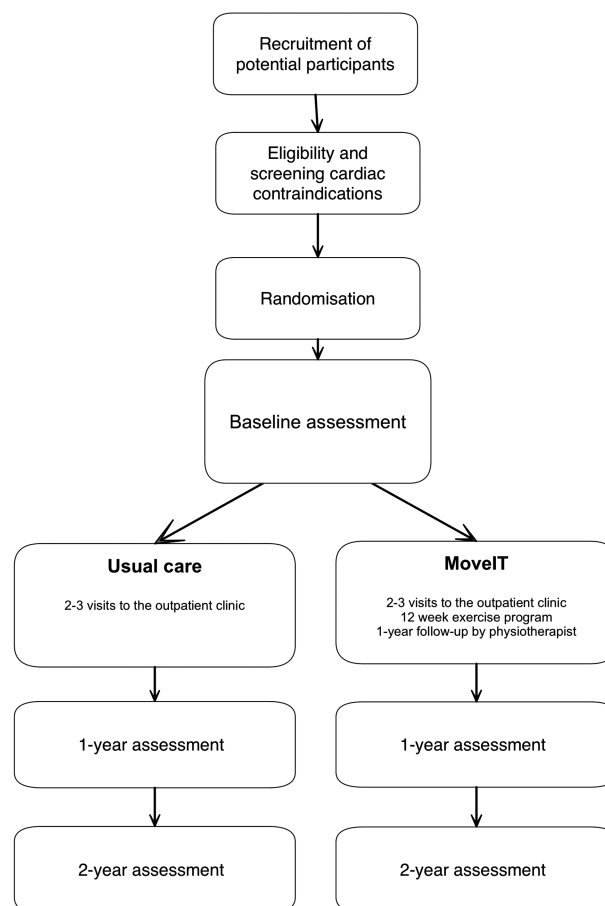 Recruitment of
potential participants
Eligibility and
screening cardiac
contraindications
Randomisation
Baseline assessment
Usual care
2-3 visits to the outpatient clinic
MoveIT
2-3 visits to the outpatient clinic
12 week exercise program
1-year follow-up by physiotherapist
1-year assessment
1-year assessment
2-year assessment
2-year assessment